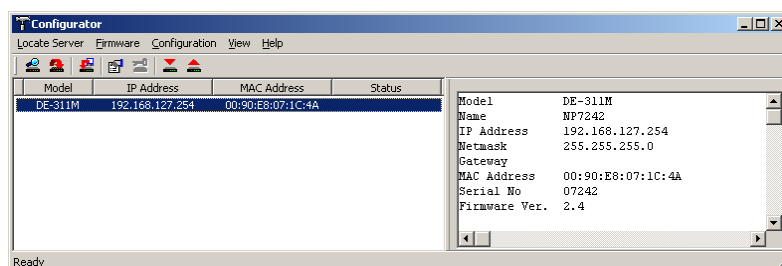 Configurator
Locate Server Firmware Configuration View Help
Model IP Address MAC Address Status
DE-311M 192.168.127.254 00:90:E8:07:1C:4A
Model DE-311M
Name NP7242
IP Address 192.168.127.254
Netmask 255.255.255.0
Gateway
MAC Address 00:90:E8:07:1C:4A
Serial No 07242
Firmware Ver. 2.4
Ready